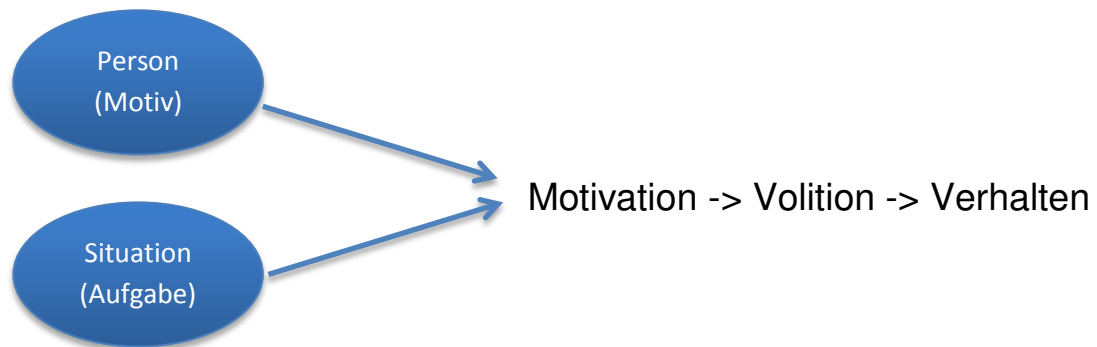 Person
(Motiv)
Motivation -> Volition -> Verhalten
Situation
(Aufgabe)